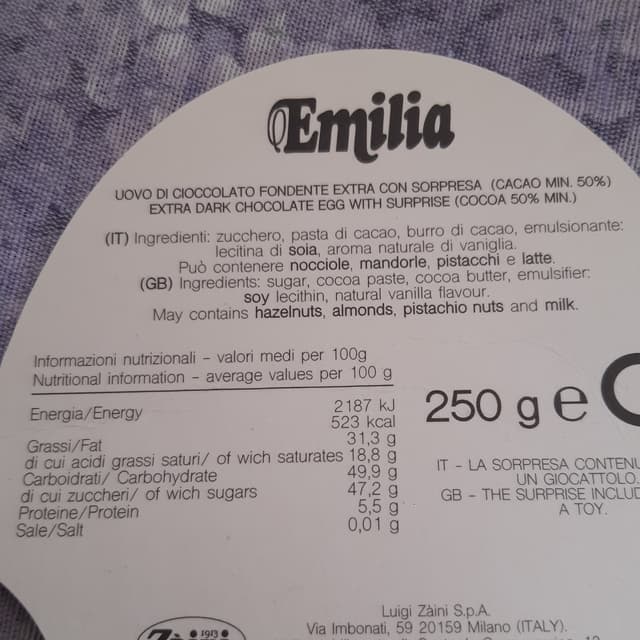 Emilia
UOVO DI CIOCCOLATO FONDENTE EXTRA CON SORPRESA (CACAO MIN. 50%)
EXTRA DARK CHOCOLATE EGG WITH SURPRISE (COCOA 50% MIN.)
(IT) Ingredienti: zucchero, pasta di cacao, burro di cacao, emulsionante:
lecitina di soia, aroma naturale di vaniglia.
Può contenere nocciole, mandorle, pistacchi e latte.
(GB) Ingredients: sugar, cocoa paste, cocoa butter, emulsifier:
soy lecithin, natural vanilla flavour.
May contains hazelnuts, almonds, pistachio nuts and milk.
Informazioni nutrizionali - valori medi per 100g
Nutritional information - average values per 100 g
Energia/Energy 2187 kJ
523 kcal
Grassi/Fat 31,3 g
di cui acidi grassi saturi/ of wich saturates 18,8 g
Carboidrati/ Carbohydrate 49,9 g
di cui zuccheri/ of wich sugars 47,2 g
Proteine/Protein 5,5 g
Sale/Salt 0,01 g
250 g e
IT - LA SORPRESA CONTENU
UN GIOCATTOLO.
GB - THE SURPRISE INCLUD
A TOY.
1913
Luigi Zàini S.p.A.
Via Imbonati, 59 20159 Milano (ITALY).